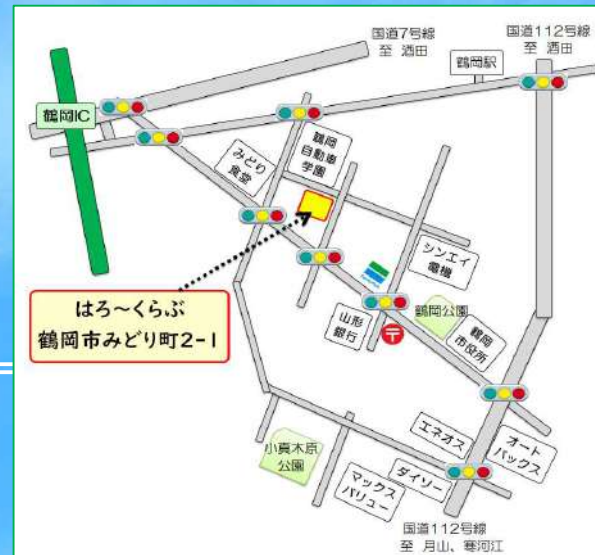 国道7号線
至 酒田
国道112号線
至 酒田
鶴岡駅
鶴岡IC
鶴岡
自動車
学園
みどり
食堂
シンエイ
電機
はろ～くらぶ
鶴岡市みどり町2-1
山形
銀行
〒
鶴岡公園
鶴岡
市役所
エネオス
オート
バックス
小真木原
公園
マックス
バリュー
ダイソー
国道112号線
至 月山、寒河江